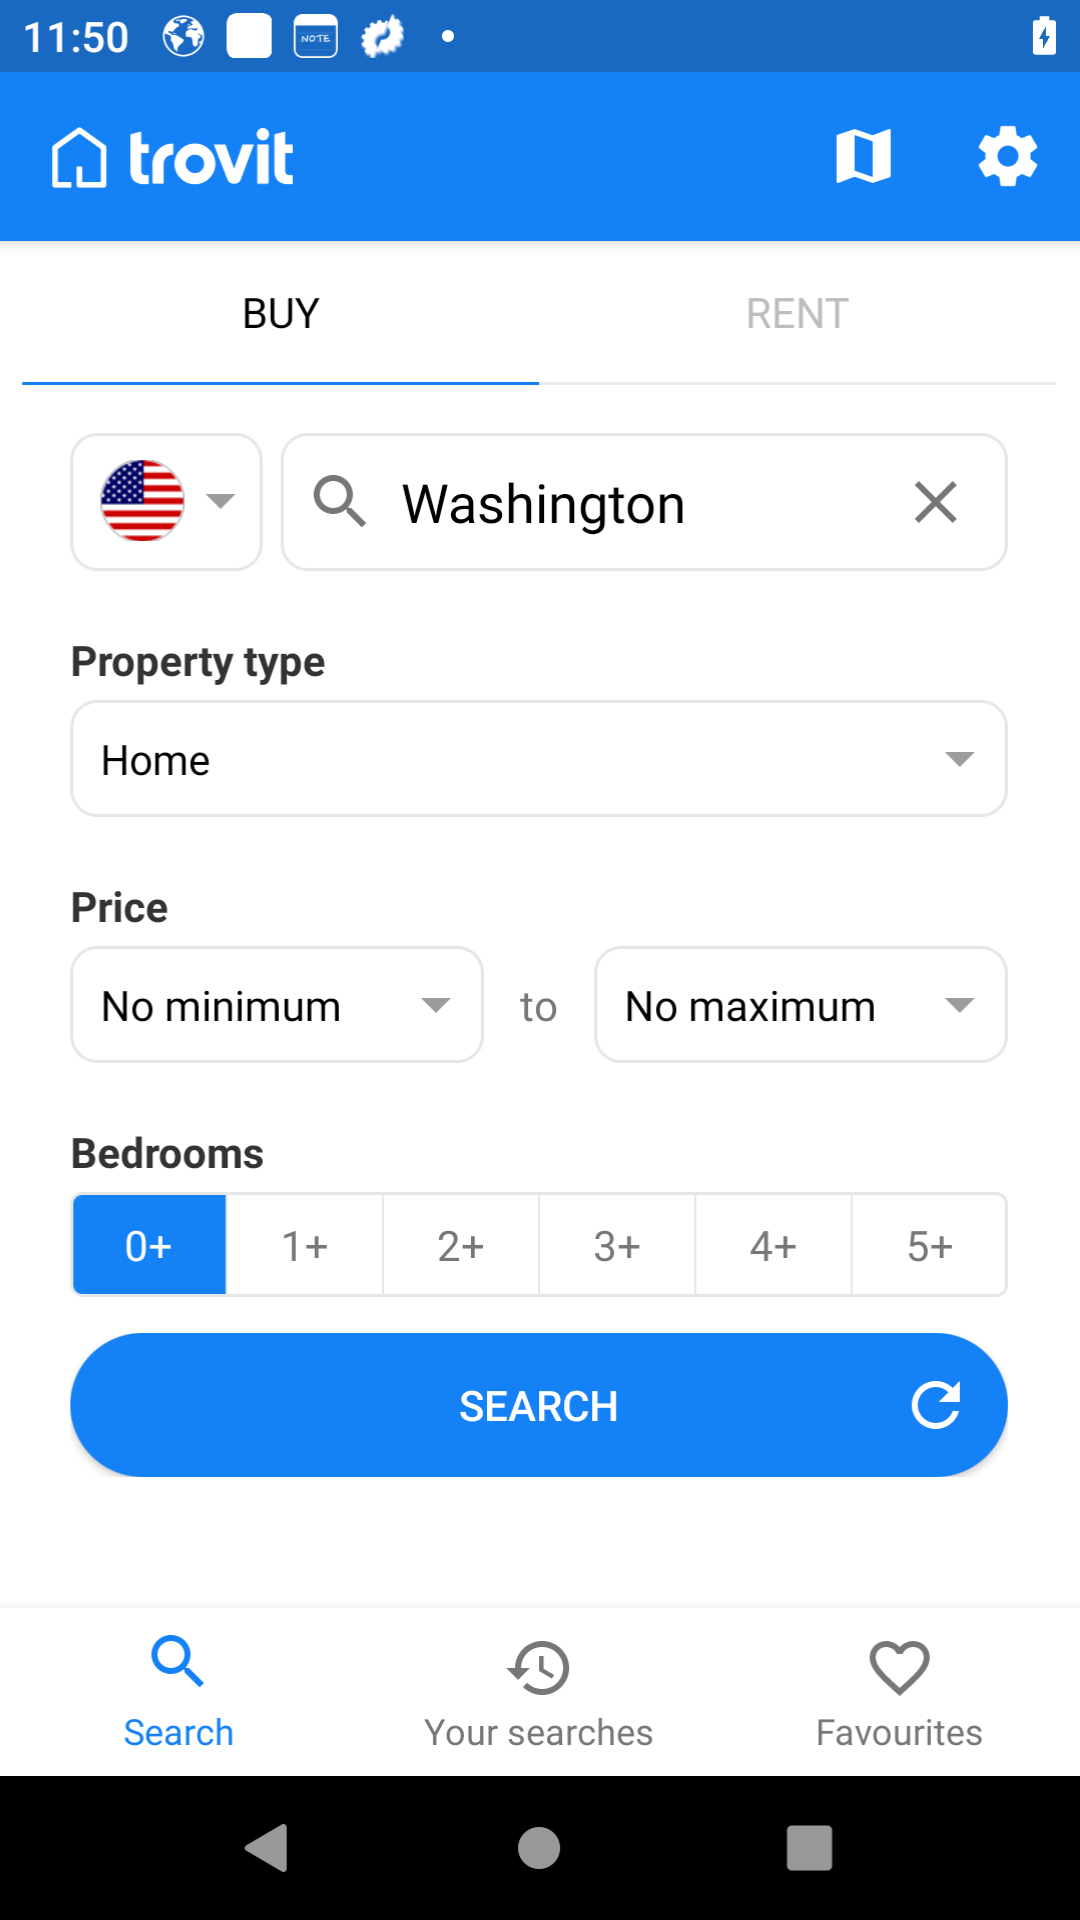 11:50
NOTE
trovit
BUY
RENT
Washington
Property type
Home
Price
No minimum
to
No maximum
Bedrooms
0+
1+
2+
3+
4+
5+
SEARCH
Search
Your searches
Favourites